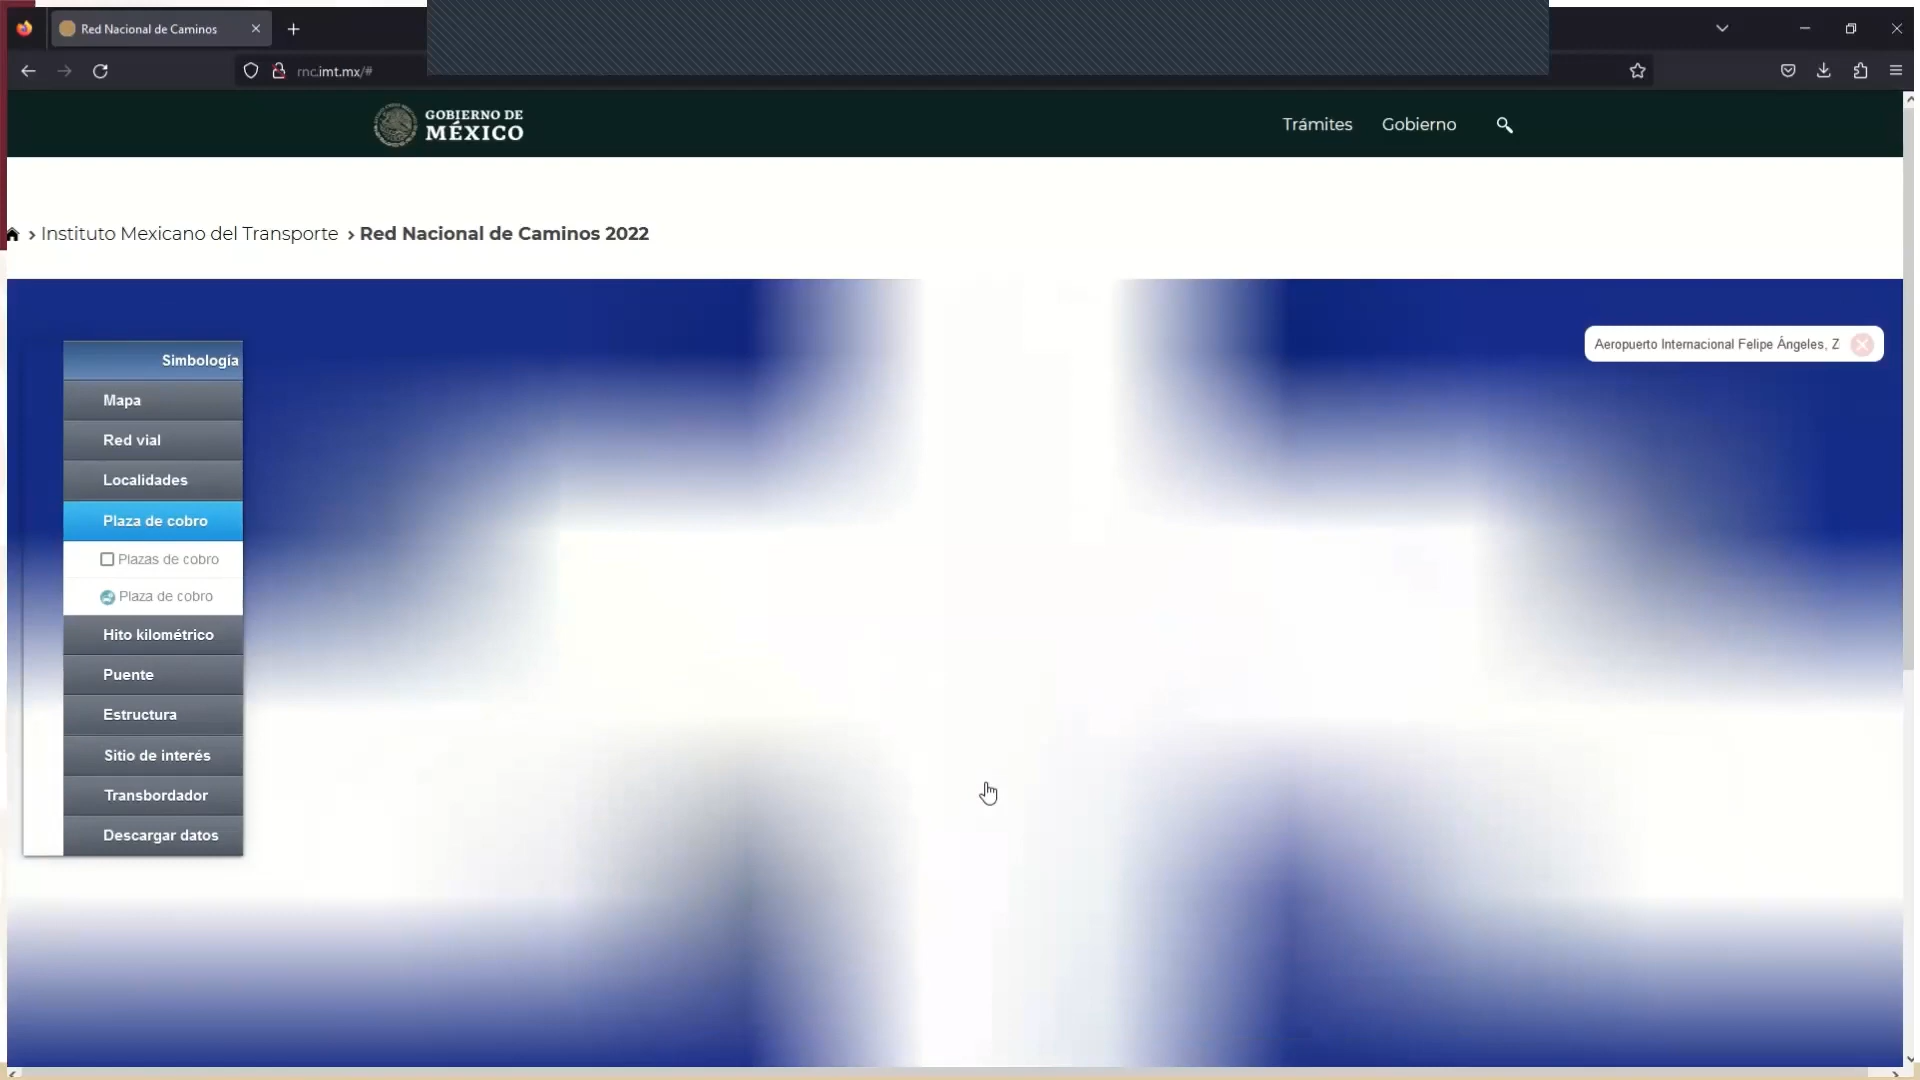 Red Nacional de Caminos
rnc.imt.mx/#
GOBIERNO DE
MÉXICO
Trámites
Gobierno
Instituto Mexicano del Transporte
Red Nacional de Caminos 2022
Aeropuerto Internacional Felipe Ángeles, Z
Simbología
Mapa
Red vial
Localidades
Plaza de cobro
Plazas de cobro
Plaza de cobro
Hito kilométrico
Puente
Estructura
Sitio de interés
Transbordador
Descargar datos